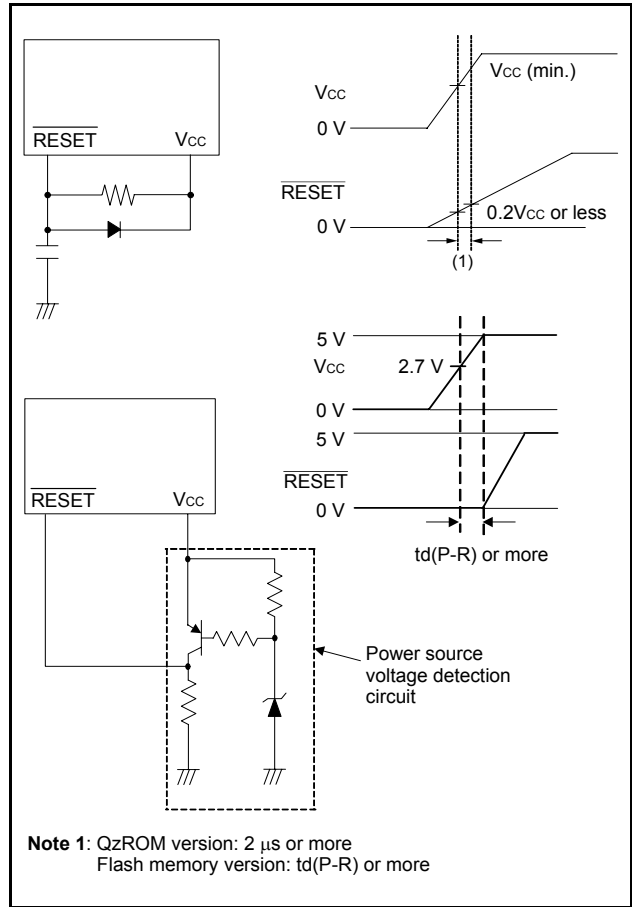 RESET VCC
VCC
VCC (min.)
0 V
RESET
0 V
0.2VCC or less
(1)
RESET VCC
5 V
VCC 2.7 V
0 V
5 V
RESET
0 V
td(P-R) or more
Power source
voltage detection
circuit
Note 1: QzROM version: 2 μs or more
Flash memory version: td(P-R) or more